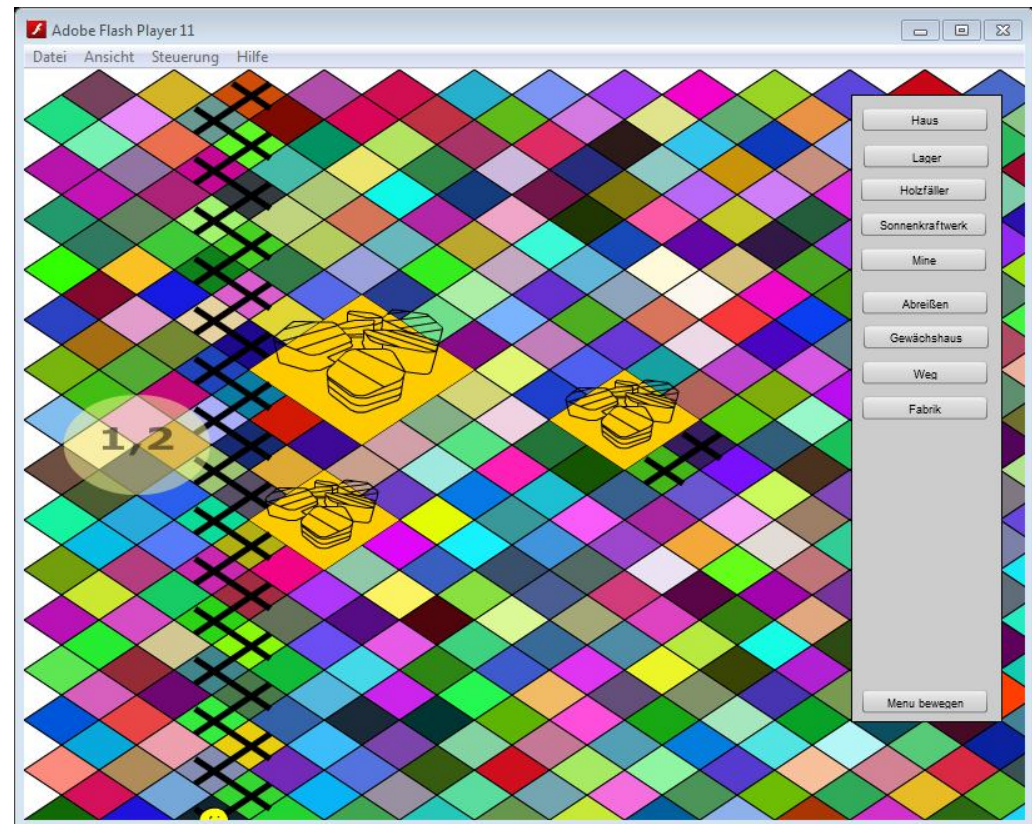 Adobe Flash Player 11
Datei Ansicht Steuerung Hilfe
Haus
Lager
Holzfäller
Sonnenkraftwerk
Mine
Abreißen
Gewächshaus
Weg
Fabrik
1,2
Menu bewegen